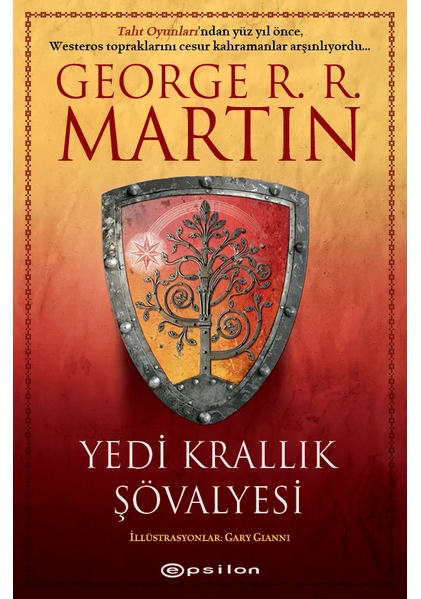 Taht Oyunları'ndan yüz yıl önce,
Westeros topraklarını cesur kahramanlar arşınlıyordu...
GEORGE R. R.
MARTIN
YEDİ KRALLIK
ŞÖVALYESİ
İLLÜSTRASYONLAR: GARY GIANNI
epsilon